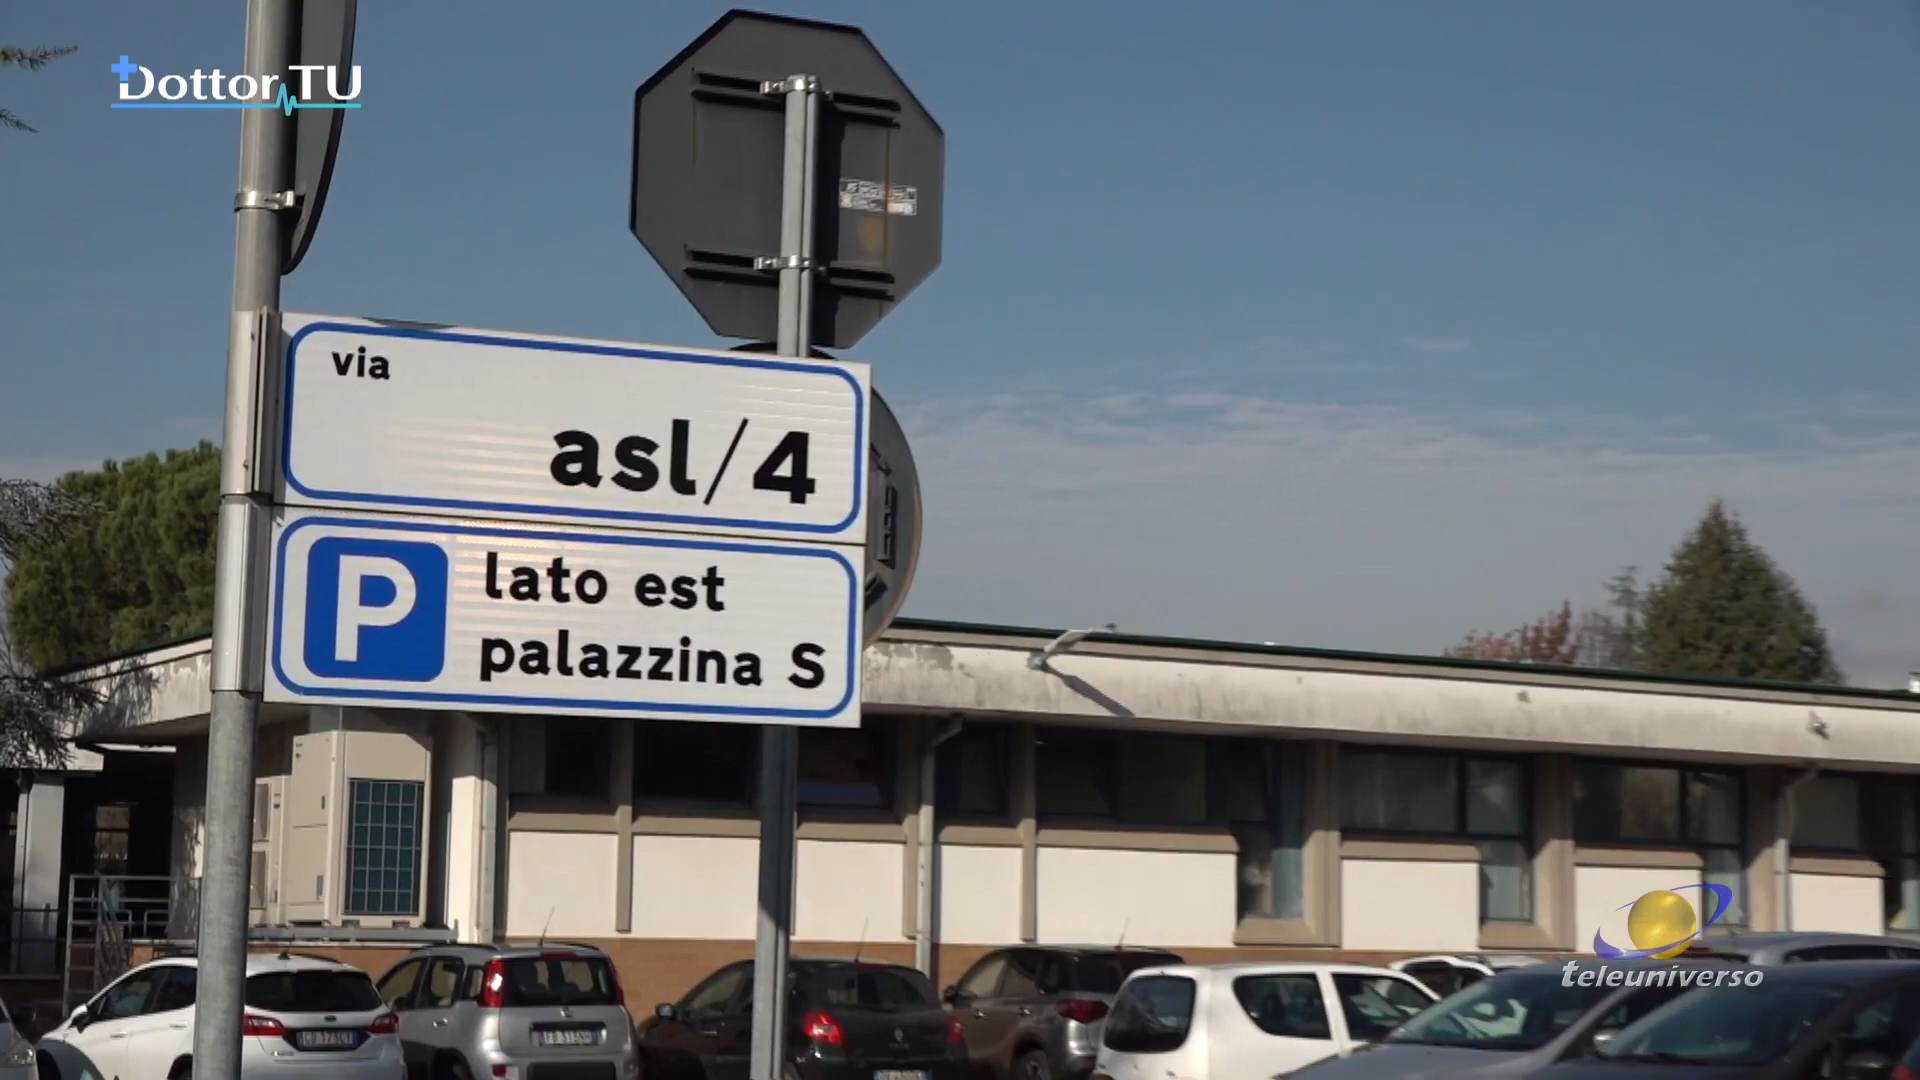 Dottor TU
via
asl/4
P lato est
palazzina S
teleuniverso